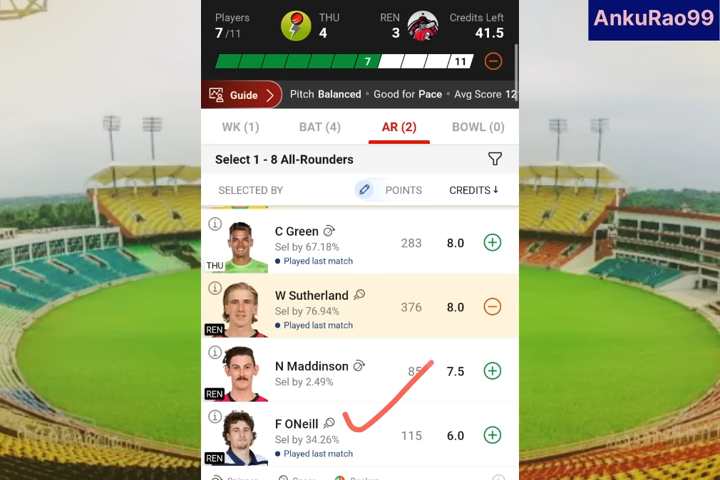 AnkuRao99
Players THU REN Credits Left
7 /11 4 3 41.5
7 11
Guide Pitch Balanced • Good for Pace • Avg Score 12
WK (1) BAT (4) AR (2) BOWL (0)
Select 1 - 8 All-Rounders
SELECTED BY POINTS CREDITS ↓
C Green
Sel by 67.18% 283 8.0
Played last match
THU
W Sutherland
Sel by 76.94% 376 8.0
Played last match
REN
N Maddinson
Sel by 2.49% 85 7.5
REN
F ONeill
Sel by 34.26% 115 6.0
Played last match
REN